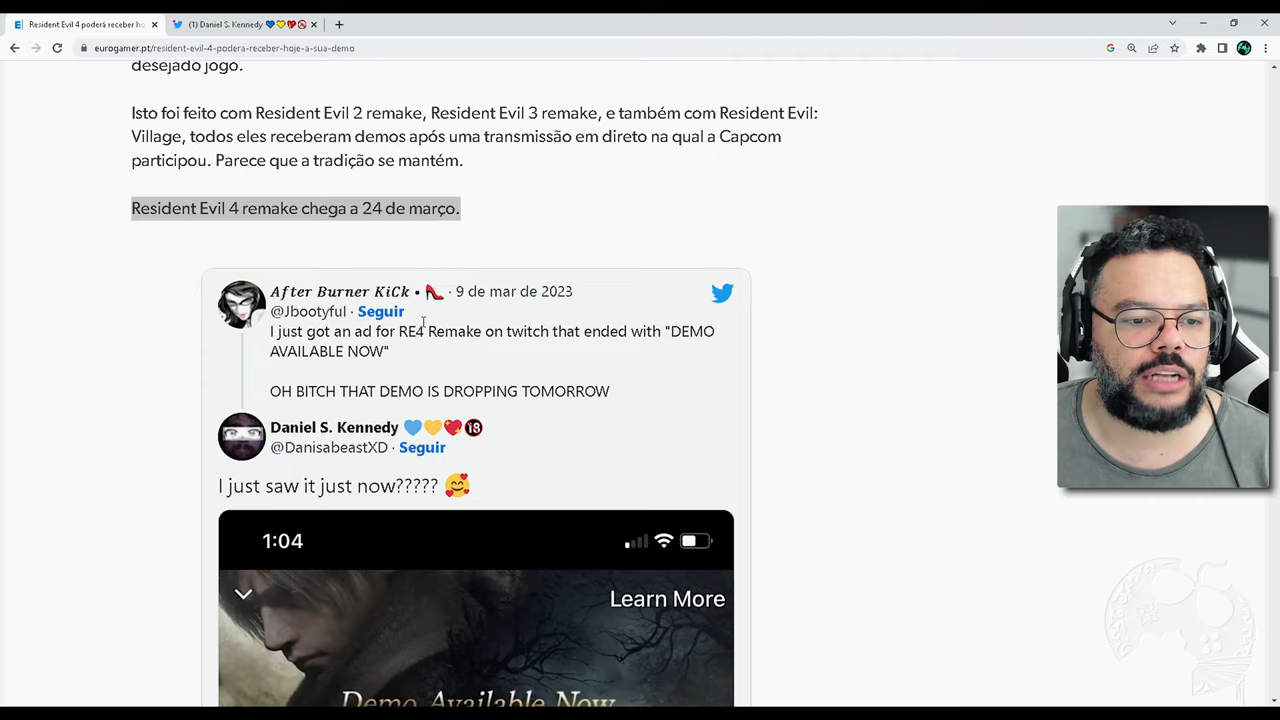 Resident Evil 4 poderá receber ho
(1) Daniel S. Kennedy 💙💛💖🔞
eurogamer.pt/resident-evil-4-podera-receber-hoje-a-sua-demo
desejado jogo.
Isto foi feito com Resident Evil 2 remake, Resident Evil 3 remake, e também com Resident Evil:
Village, todos eles receberam demos após uma transmissão em direto na qual a Capcom
participou. Parece que a tradição se mantém.
Resident Evil 4 remake chega a 24 de março.
After Burner KiCk • 👠 · 9 de mar de 2023
@Jbootyful · Seguir
I just got an ad for RE4 Remake on twitch that ended with "DEMO
AVAILABLE NOW"
OH BITCH THAT DEMO IS DROPPING TOMORROW
Daniel S. Kennedy 💙💛💖🔞
@DanisabeastXD · Seguir
I just saw it just now????? 🥰
1:04
Learn More
Demo Available Now